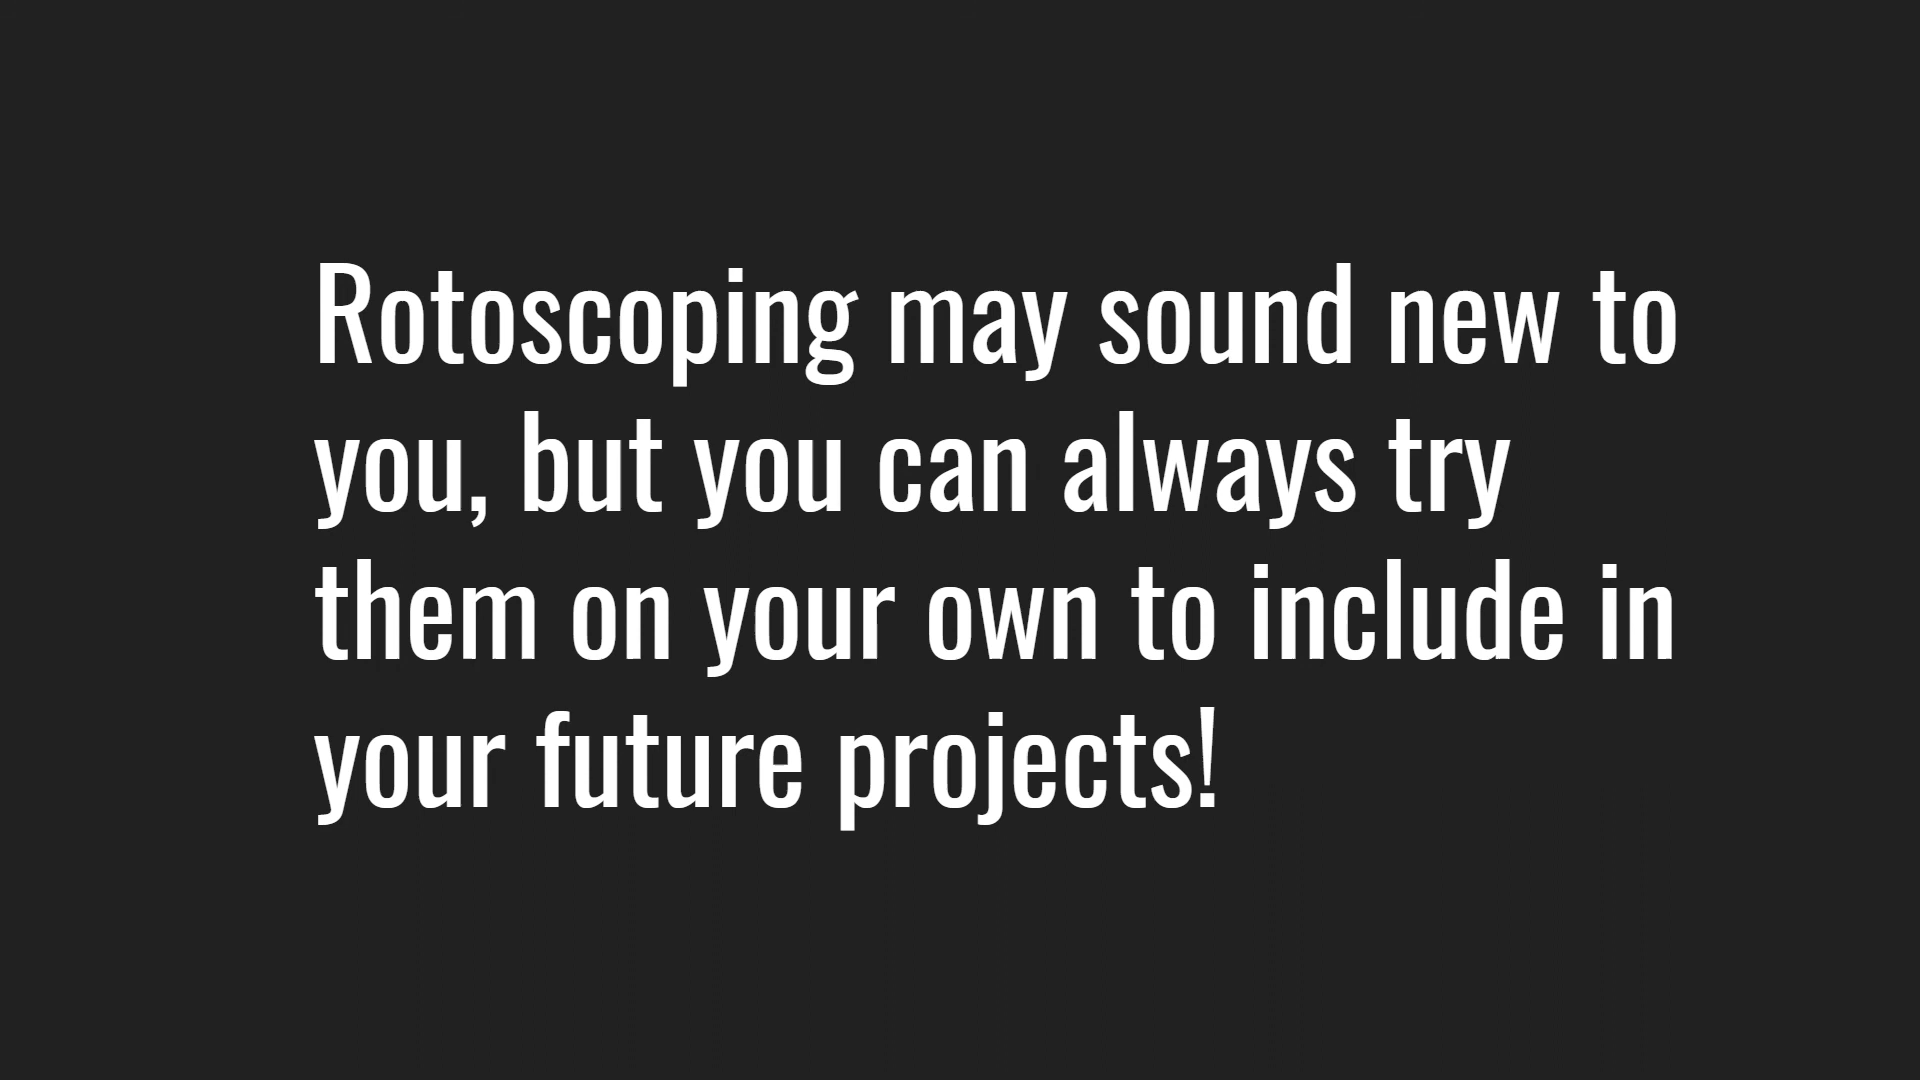 Rotoscoping may sound new to
you, but you can always try
them on your own to include in
your future projects!